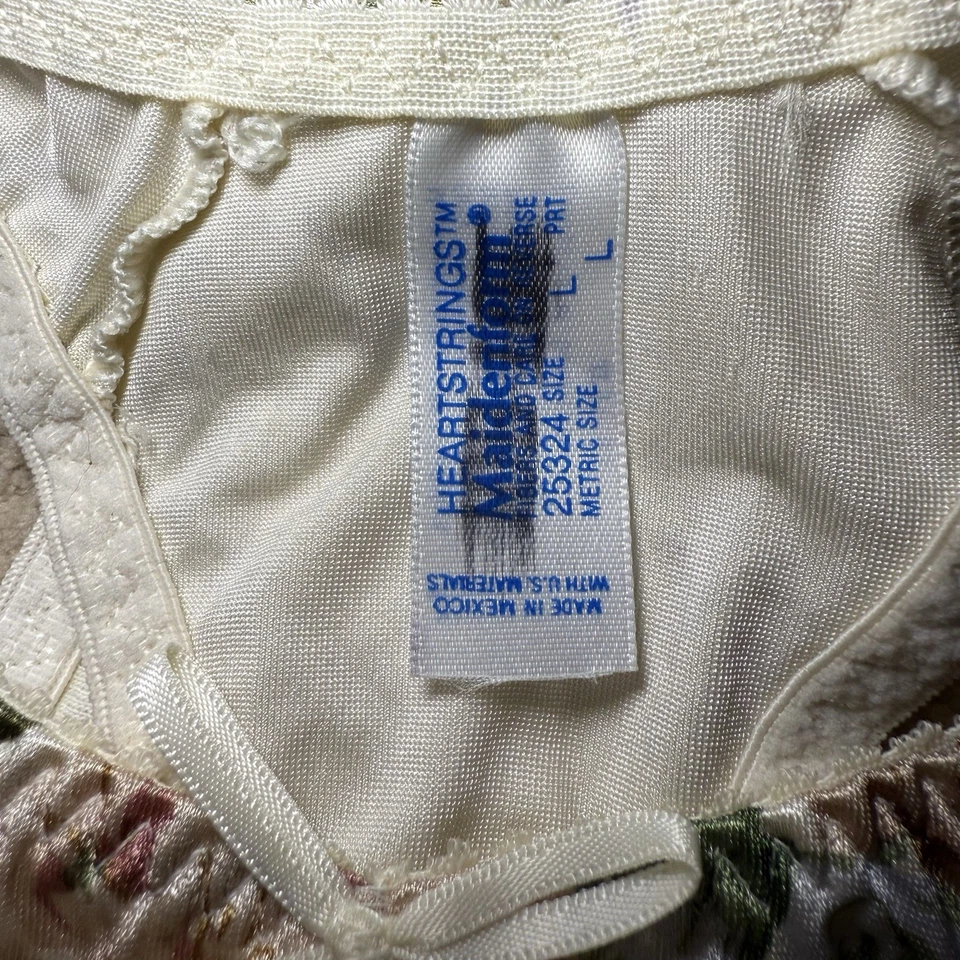 HEARTSTRINGS™
Maidenform®
FIBERS AND CARE ON REVERSE
25324 SIZE L PRT
METRIC SIZE L
MADE IN MEXICO
WITH U.S. MATERIALS